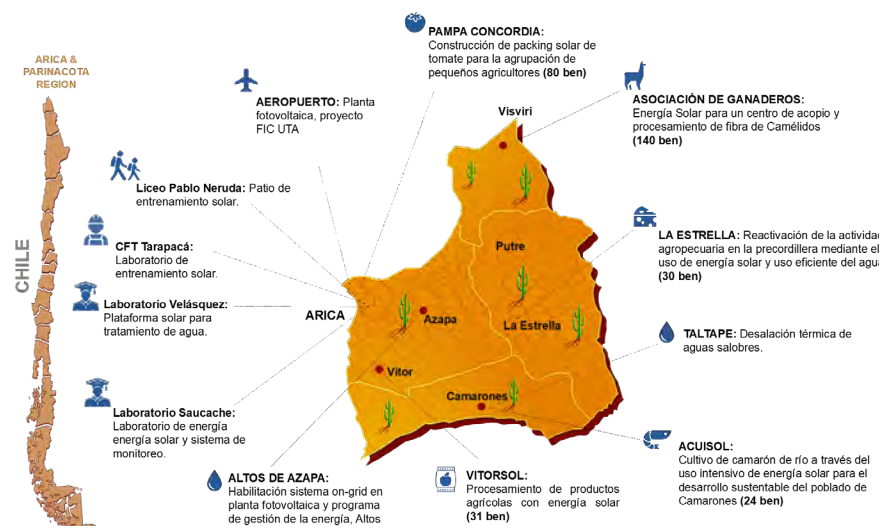 ARICA &
PARINACOTA
REGION
CHILE
PAMPA CONCORDIA:
Construcción de packing solar de
tomate para la agrupación de
pequeños agricultores (80 ben)
AEROPUERTO: Planta
fotovoltaica, proyecto
FIC UTA
Liceo Pablo Neruda: Patio de
entrenamiento solar.
CFT Tarapacá:
Laboratorio de
entrenamiento solar.
Laboratorio Velásquez:
Plataforma solar para
tratamiento de agua.
Laboratorio Saucache:
Laboratorio de energía
energía solar y sistema de
monitoreo.
ALTOS DE AZAPA:
Habilitación sistema on-grid en
planta fotovoltaica y programa
de gestión de la energía, Altos
VITORSOL:
Procesamiento de productos
agrícolas con energía solar
(31 ben)
Visviri
Putre
ARICA
Azapa
La Estrella
Vitor
Camarones
ASOCIACIÓN DE GANADEROS:
Energía Solar para un centro de acopio y
procesamiento de fibra de Camélidos
(140 ben)
LA ESTRELLA: Reactivación de la actividad
agropecuaria en la precordillera mediante el
uso de energía solar y uso eficiente del agua
(30 ben)
TALTAPE: Desalación térmica de
aguas salobres.
ACUISOL:
Cultivo de camarón de río a través del
uso intensivo de energía solar para el
desarrollo sustentable del poblado de
Camarones (24 ben)